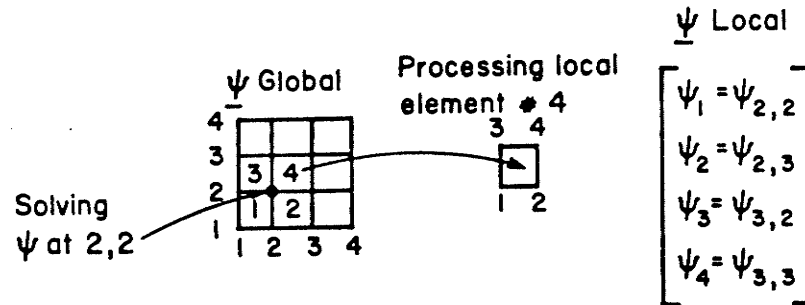 ψ Global
4
3
2
1
3 4
1 2
1 2 3 4
Solving
ψ at 2,2
Processing local
element # 4
3 4
1 2
ψ Local
ψ₁ = ψ₂,₂
ψ₂ = ψ₂,₃
ψ₃ = ψ₃,₂
ψ₄ = ψ₃,₃